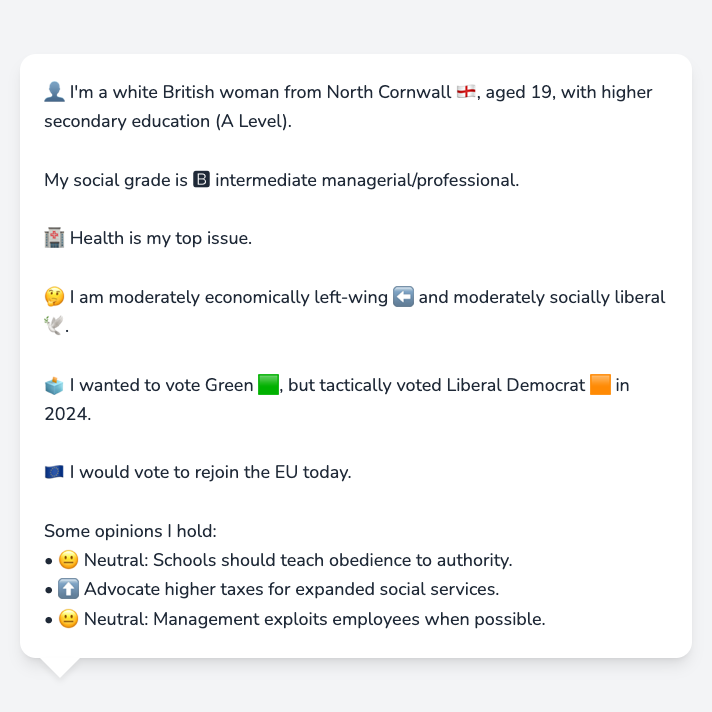 👤 I'm a white British woman from North Cornwall 🏴󠁧󠁢󠁥󠁮󠁧󠁿, aged 19, with higher
secondary education (A Level).
My social grade is 🅱 intermediate managerial/professional.
🏥 Health is my top issue.
🤔 I am moderately economically left-wing ⬅️ and moderately socially liberal
🕊️.
🗳️ I wanted to vote Green 🟩, but tactically voted Liberal Democrat 🟧 in
2024.
🇪🇺 I would vote to rejoin the EU today.
Some opinions I hold:
• 😐 Neutral: Schools should teach obedience to authority.
• ⬆️ Advocate higher taxes for expanded social services.
• 😐 Neutral: Management exploits employees when possible.